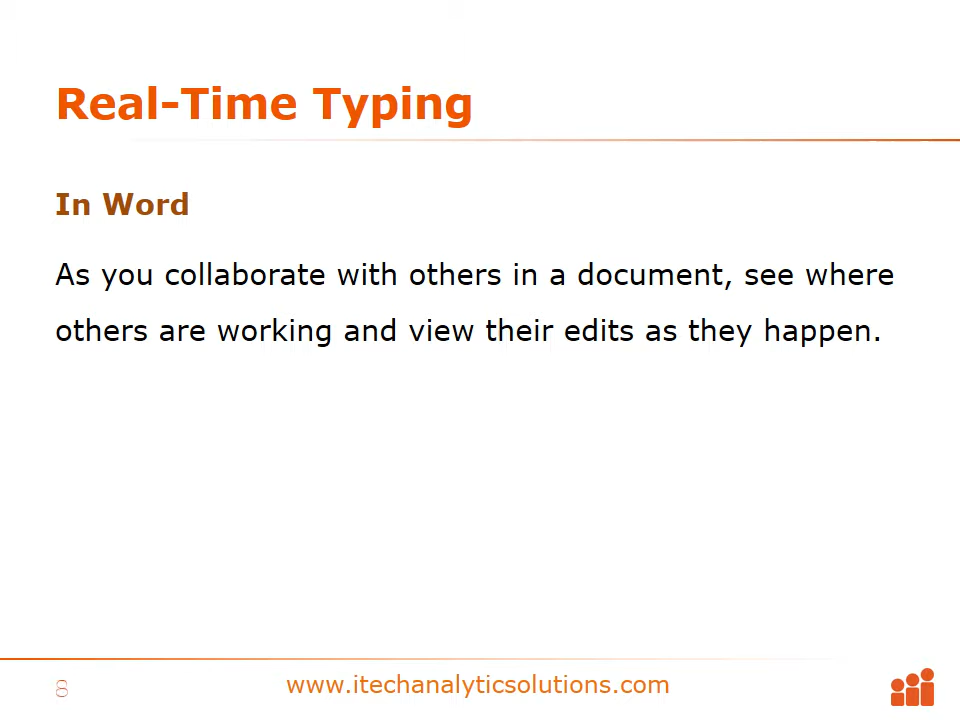 Real-Time Typing
In Word
As you collaborate with others in a document, see where
others are working and view their edits as they happen.
8
www.itechanalyticsolutions.com